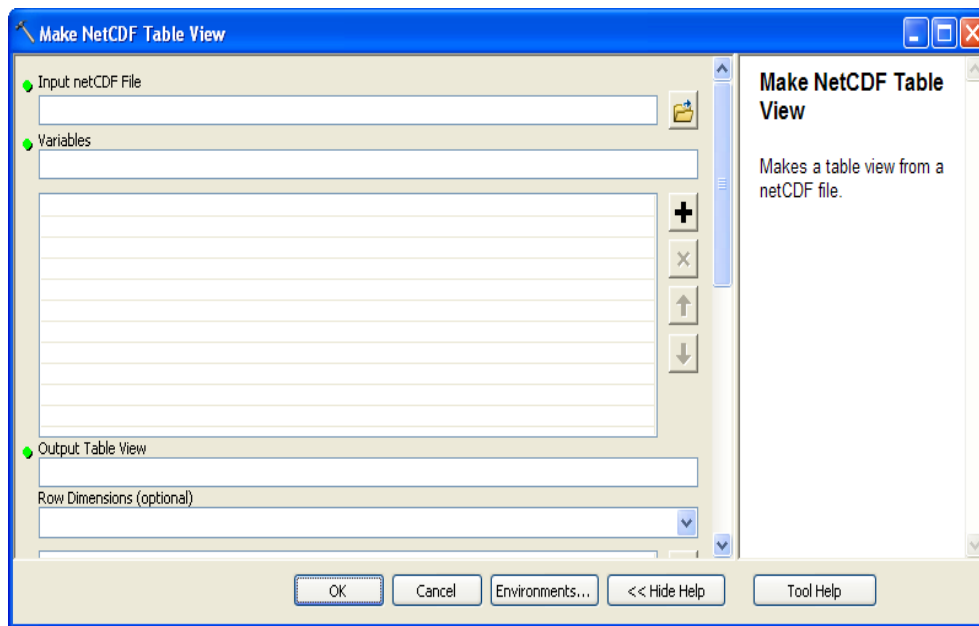 Make NetCDF Table View
Input netCDF File
Variables
Output Table View
Row Dimensions (optional)
Make NetCDF Table
View
Makes a table view from a
netCDF file.
OK
Cancel
Environments...
<< Hide Help
Tool Help